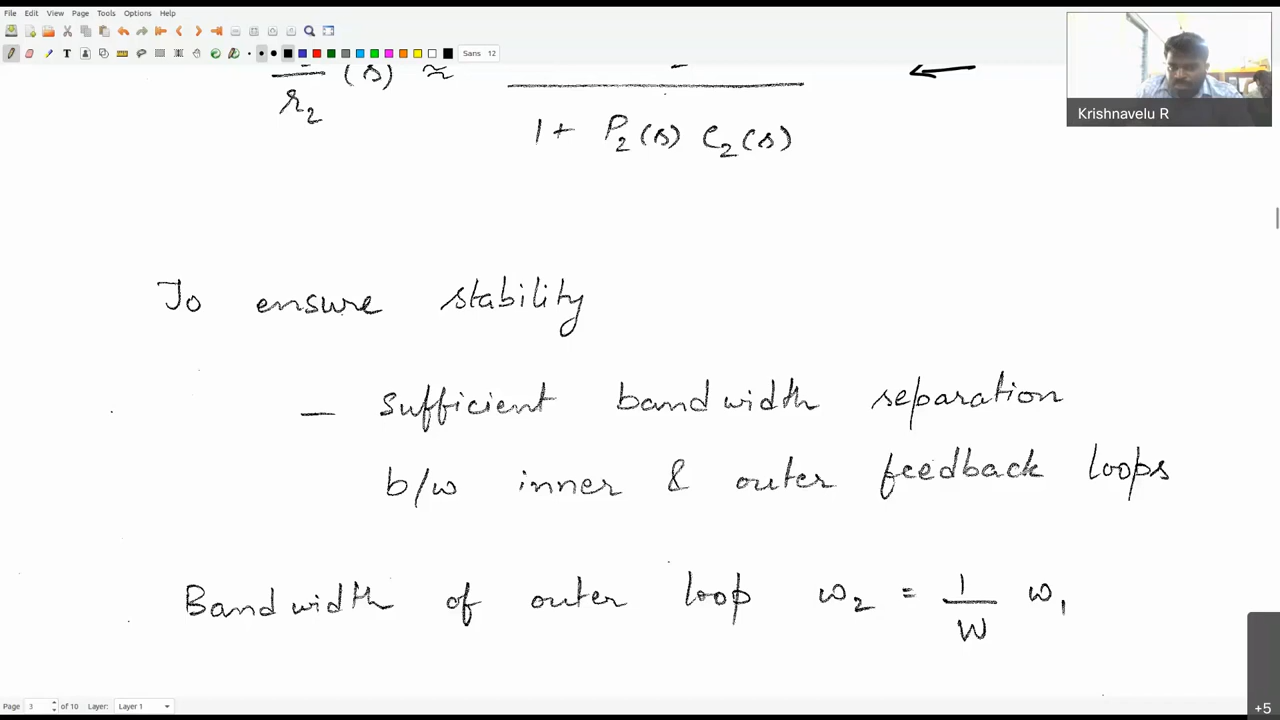 File Edit View Page Tools Options Help
Sans 12
Krishnavelu R
r2 (s) ≈
1 + P2(s) C2(s)
To ensure stability
— sufficient bandwidth separation
b/w inner & outer feedback loops
Bandwidth of outer loop ω2 = 1/W ω1
Page 3 of 10 Layer: Layer 1
+5